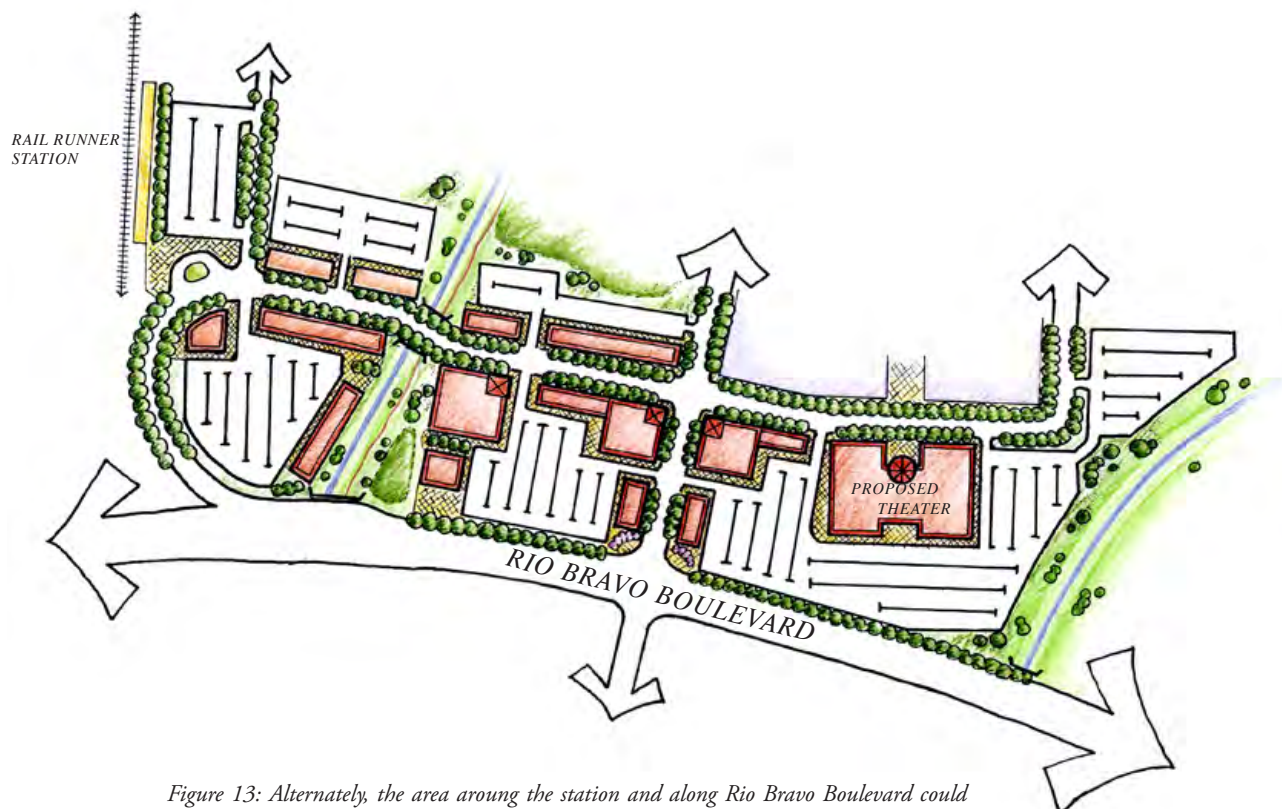 RAIL RUNNER
STATION
PROPOSED
THEATER
RIO BRAVO BOULEVARD
Figure 13: Alternately, the area aroung the station and along Rio Bravo Boulevard could